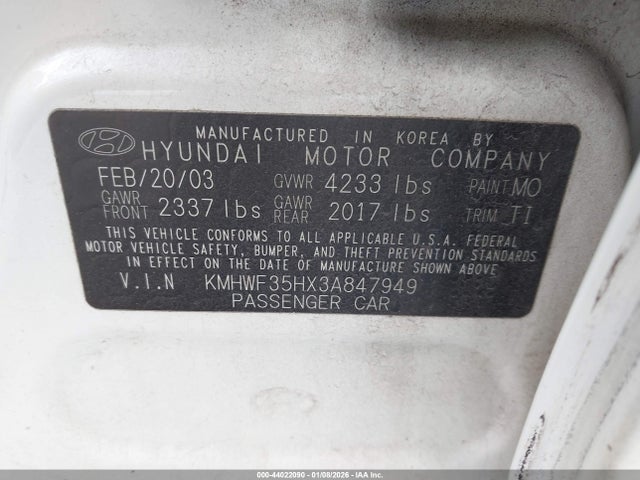 MANUFACTURED IN KOREA BY
HYUNDAI MOTOR COMPANY
FEB/20/03 GVWR 4233 lbs PAINT MO
GAWR FRONT 2337 lbs GAWR REAR 2017 lbs TRIM TI
THIS VEHICLE CONFORMS TO ALL APPLICABLE U.S.A. FEDERAL
MOTOR VEHICLE SAFETY, BUMPER, AND THEFT PREVENTION STANDARDS
IN EFFECT ON THE DATE OF MANUFACTURE SHOWN ABOVE
V.I.N KMHWF35HX3A847949
PASSENGER CAR
000-44022090 - 01/08/2026 - IAA Holdings, LLC